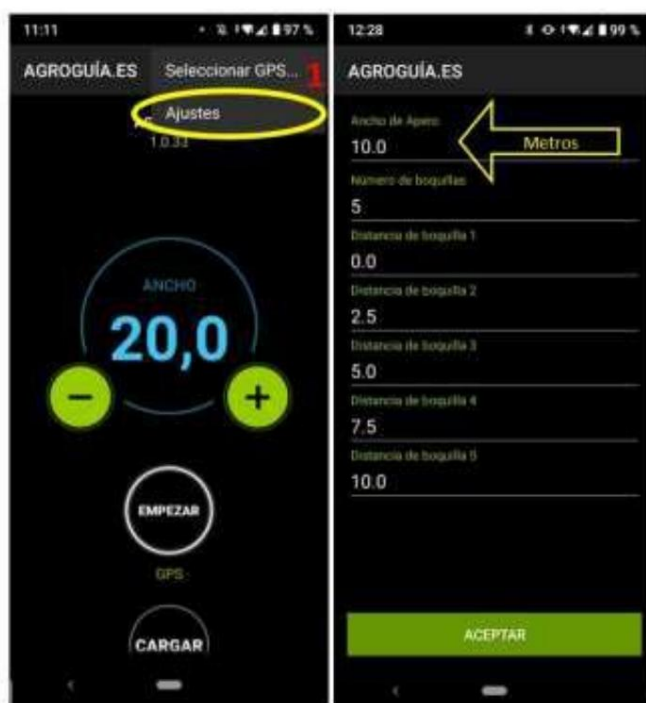 11:11
97 %
AGROGUÍA.ES
Seleccionar GPS...
1
Ajustes
1.0.33
ANCHO
20,0
−
+
EMPEZAR
GPS
CARGAR
12:28
99 %
AGROGUÍA.ES
Ancho de Apero
10.0
Metros
Número de boquillas
5
Distancia de boquilla 1
0.0
Distancia de boquilla 2
2.5
Distancia de boquilla 3
5.0
Distancia de boquilla 4
7.5
Distancia de boquilla 5
10.0
ACEPTAR